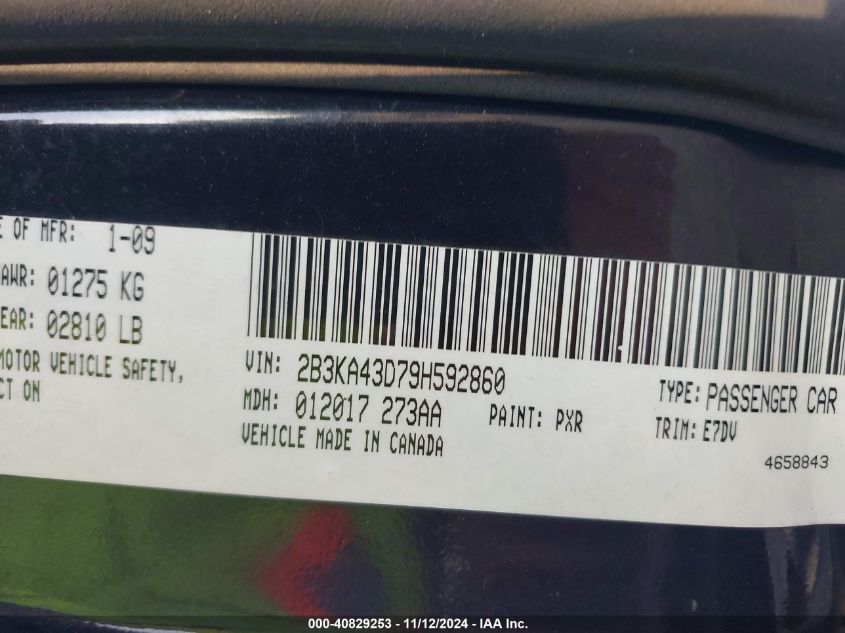 E OF MFR: 1-09
AWR: 01275 KG
EAR: 02810 LB
MOTOR VEHICLE SAFETY,
CT ON
VIN: 2B3KA43D79H592860
MDH: 012017 273AA
PAINT: PXR
VEHICLE MADE IN CANADA
TYPE: PASSENGER CAR
TRIM: E7DV
4658843
000-40829253 - 11/12/2024 - IAA Inc.